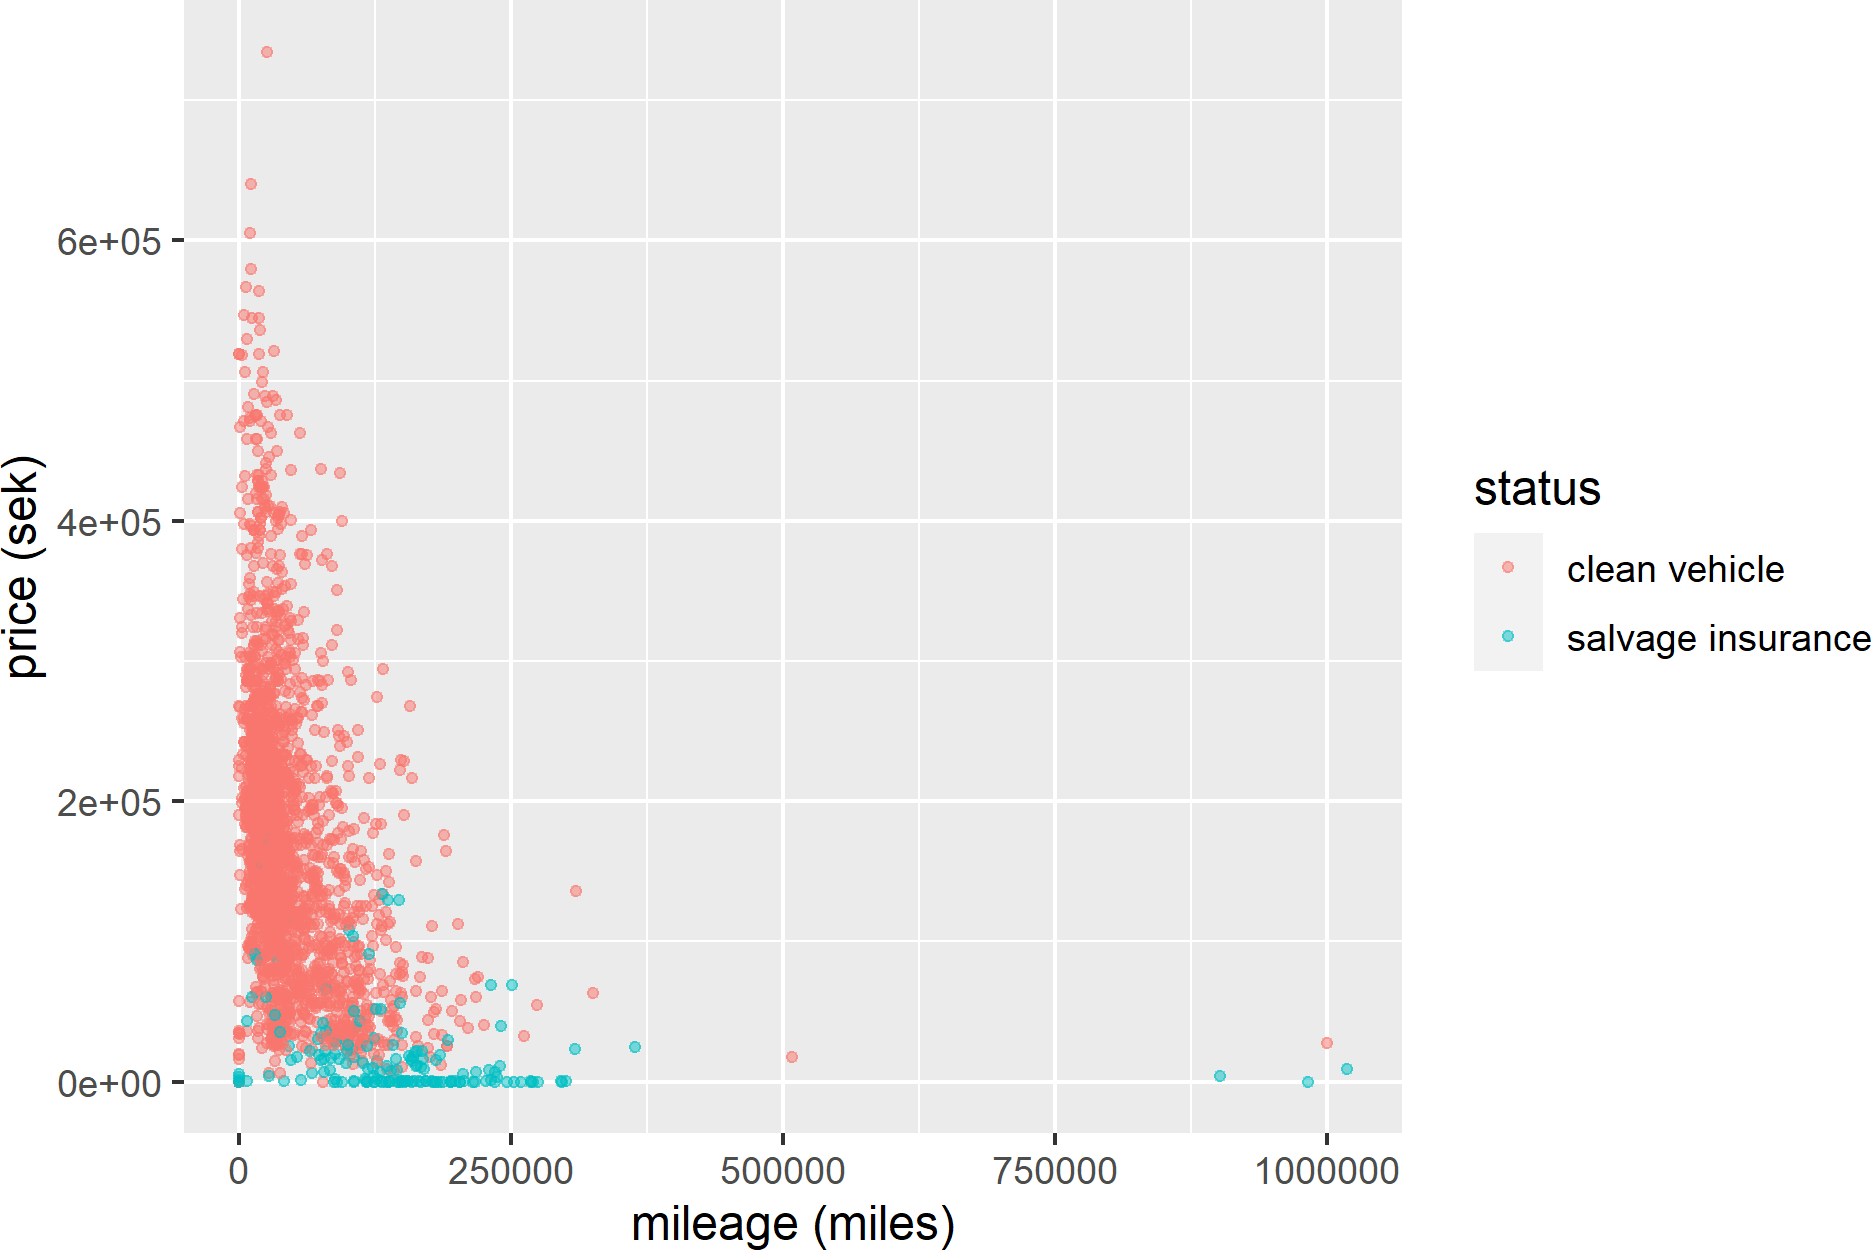 6e+05
4e+05
2e+05
0e+00
price (sek)
0 250000 500000 750000 1000000
mileage (miles)
status
clean vehicle
salvage insurance